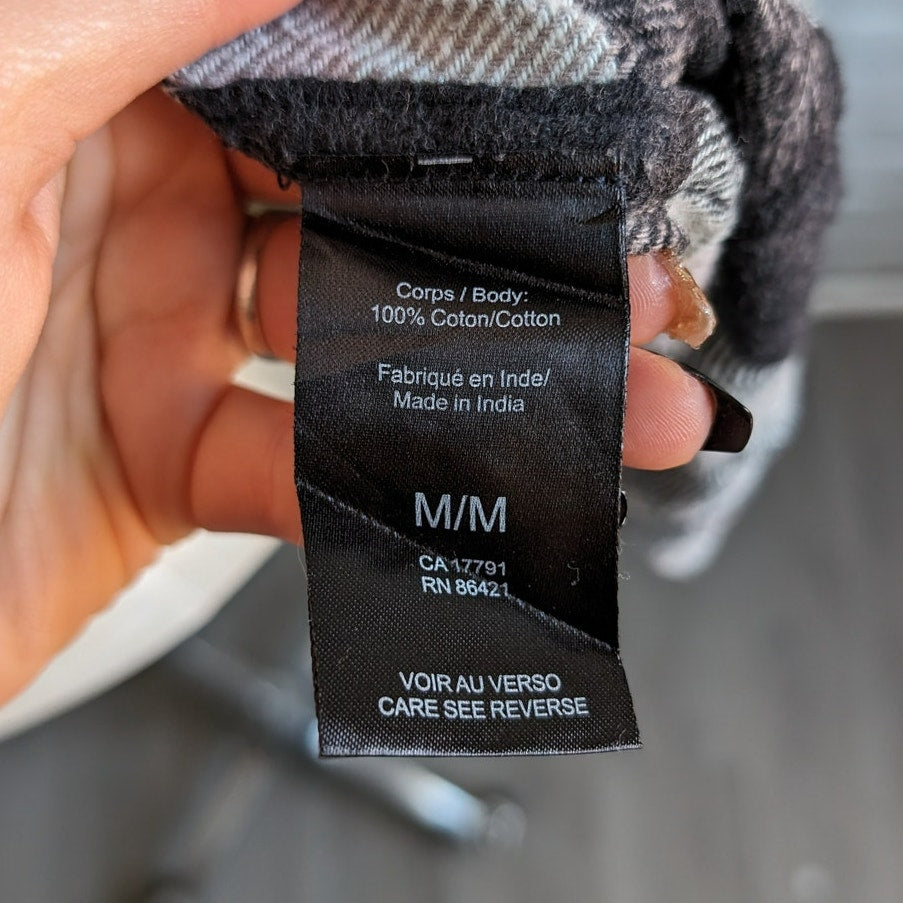 Corps / Body:
100% Coton/Cotton
Fabriqué en Inde/
Made in India
M/M
CA 17791
RN 86421
VOIR AU VERSO
CARE SEE REVERSE